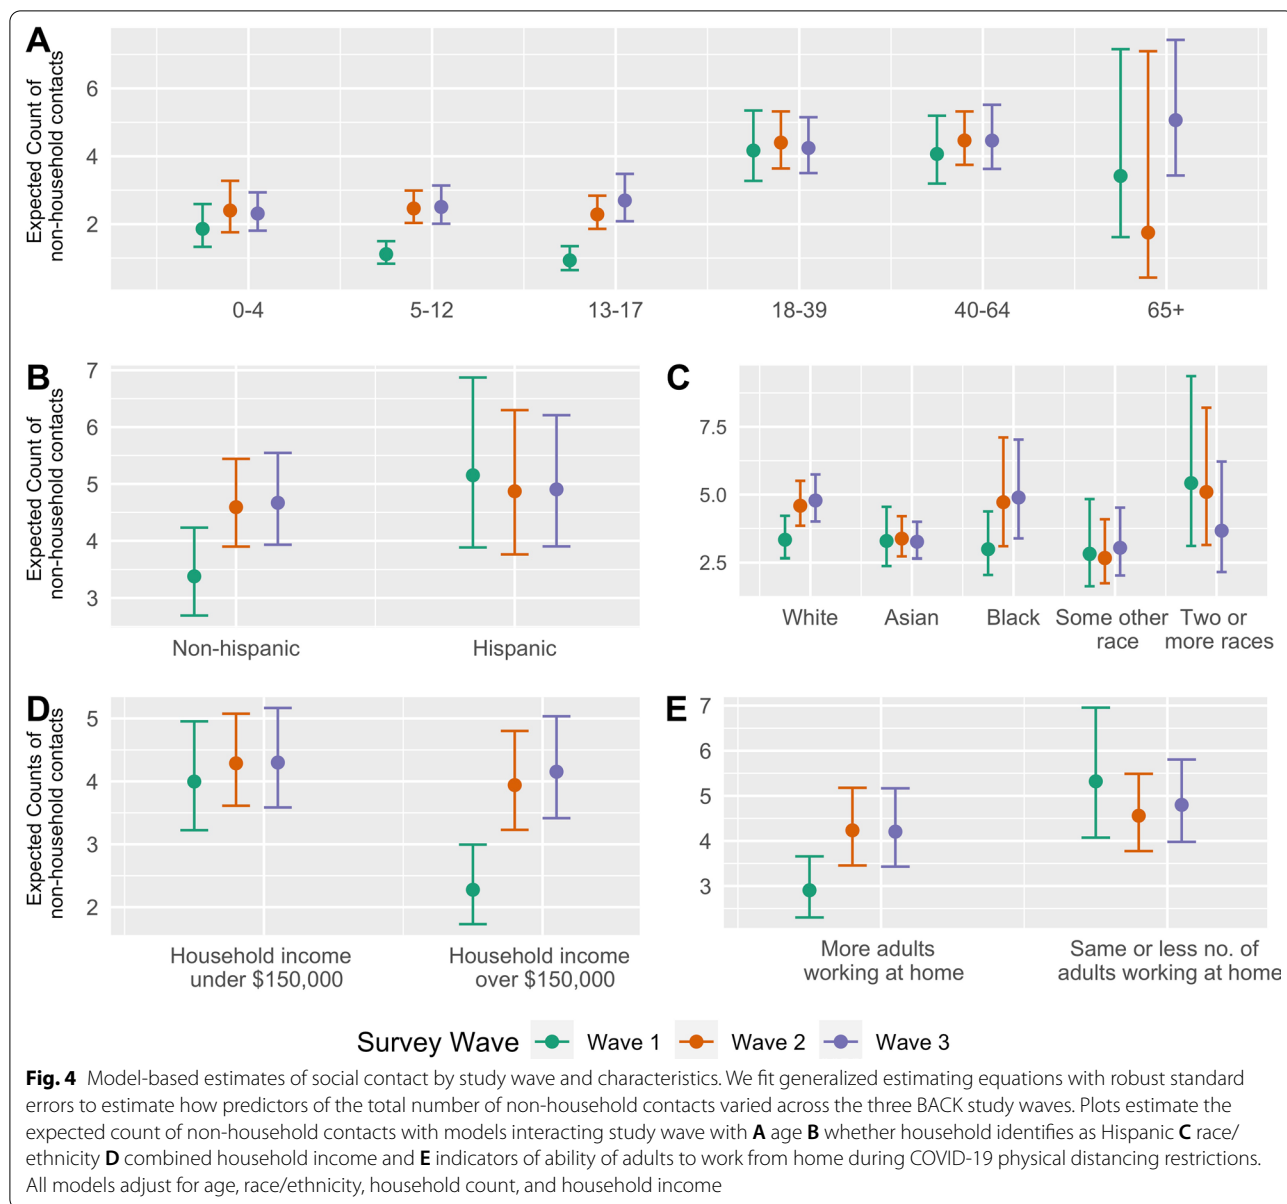 A
Expected Count of
non-household contacts
6
4
2
0-4 5-12 13-17 18-39 40-64 65+
B
Expected Count of
non-household contacts
7
6
5
4
3
Non-hispanic Hispanic
C
7.5
5.0
2.5
White Asian Black Some other race Two or more races
D
Expected Counts of
non-household contacts
5
4
3
2
Household income under $150,000
Household income over $150,000
E
7
6
5
4
3
More adults working at home
Same or less no. of adults working at home
Survey Wave Wave 1 Wave 2 Wave 3
Fig. 4 Model-based estimates of social contact by study wave and characteristics. We fit generalized estimating equations with robust standard
errors to estimate how predictors of the total number of non-household contacts varied across the three BACK study waves. Plots estimate the
expected count of non-household contacts with models interacting study wave with A age B whether household identifies as Hispanic C race/
ethnicity D combined household income and E indicators of ability of adults to work from home during COVID-19 physical distancing restrictions.
All models adjust for age, race/ethnicity, household count, and household income